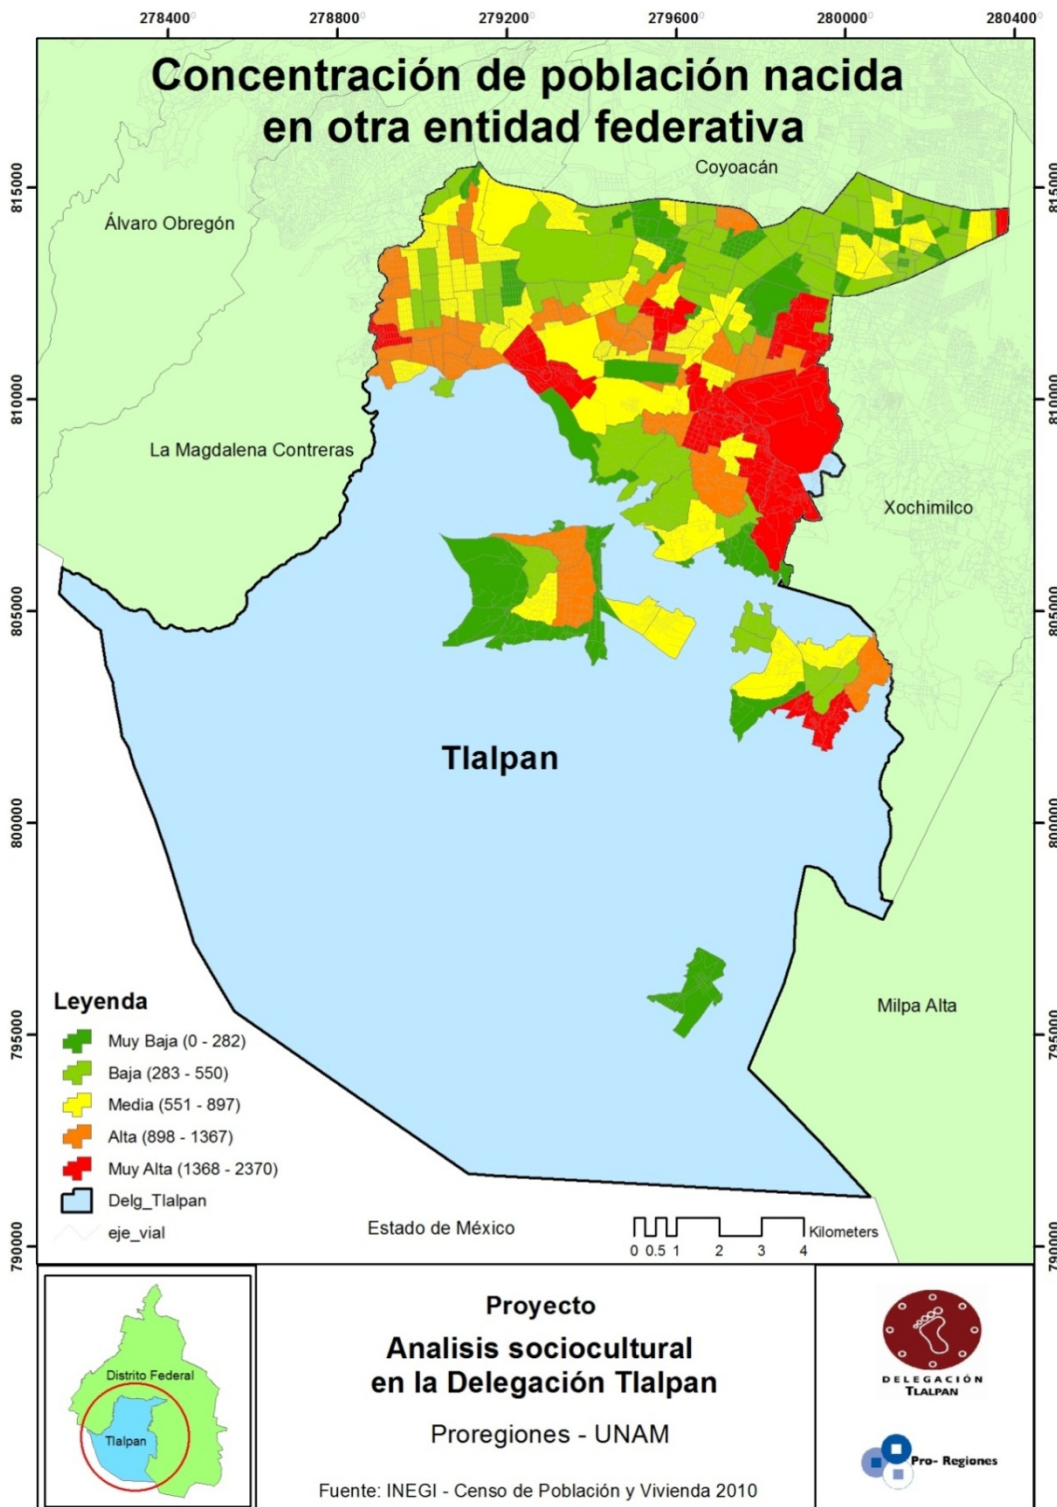 278400° 278800° 279200° 279600° 280000° 280400°
Concentración de población nacida
en otra entidad federativa
Coyoacán
815000 815000
Álvaro Obregón
810000 810000
La Magdalena Contreras
Xochimilco
805000 805000
Tlalpan
800000 800000
Leyenda
Milpa Alta
Muy Baja (0 - 282)
795000 795000
Baja (283 - 550)
Media (551 - 897)
Alta (898 - 1367)
Muy Alta (1368 - 2370)
Delg_Tlalpan
eje_vial
Estado de México
Kilometers
790000 790000
0 0.5 1 2 3 4
Distrito Federal
Tlalpan
Proyecto
Analisis sociocultural
en la Delegación Tlalpan
Proregiones - UNAM
Fuente: INEGI - Censo de Población y Vivienda 2010
DELEGACIÓN
TLALPAN
Pro- Regiones